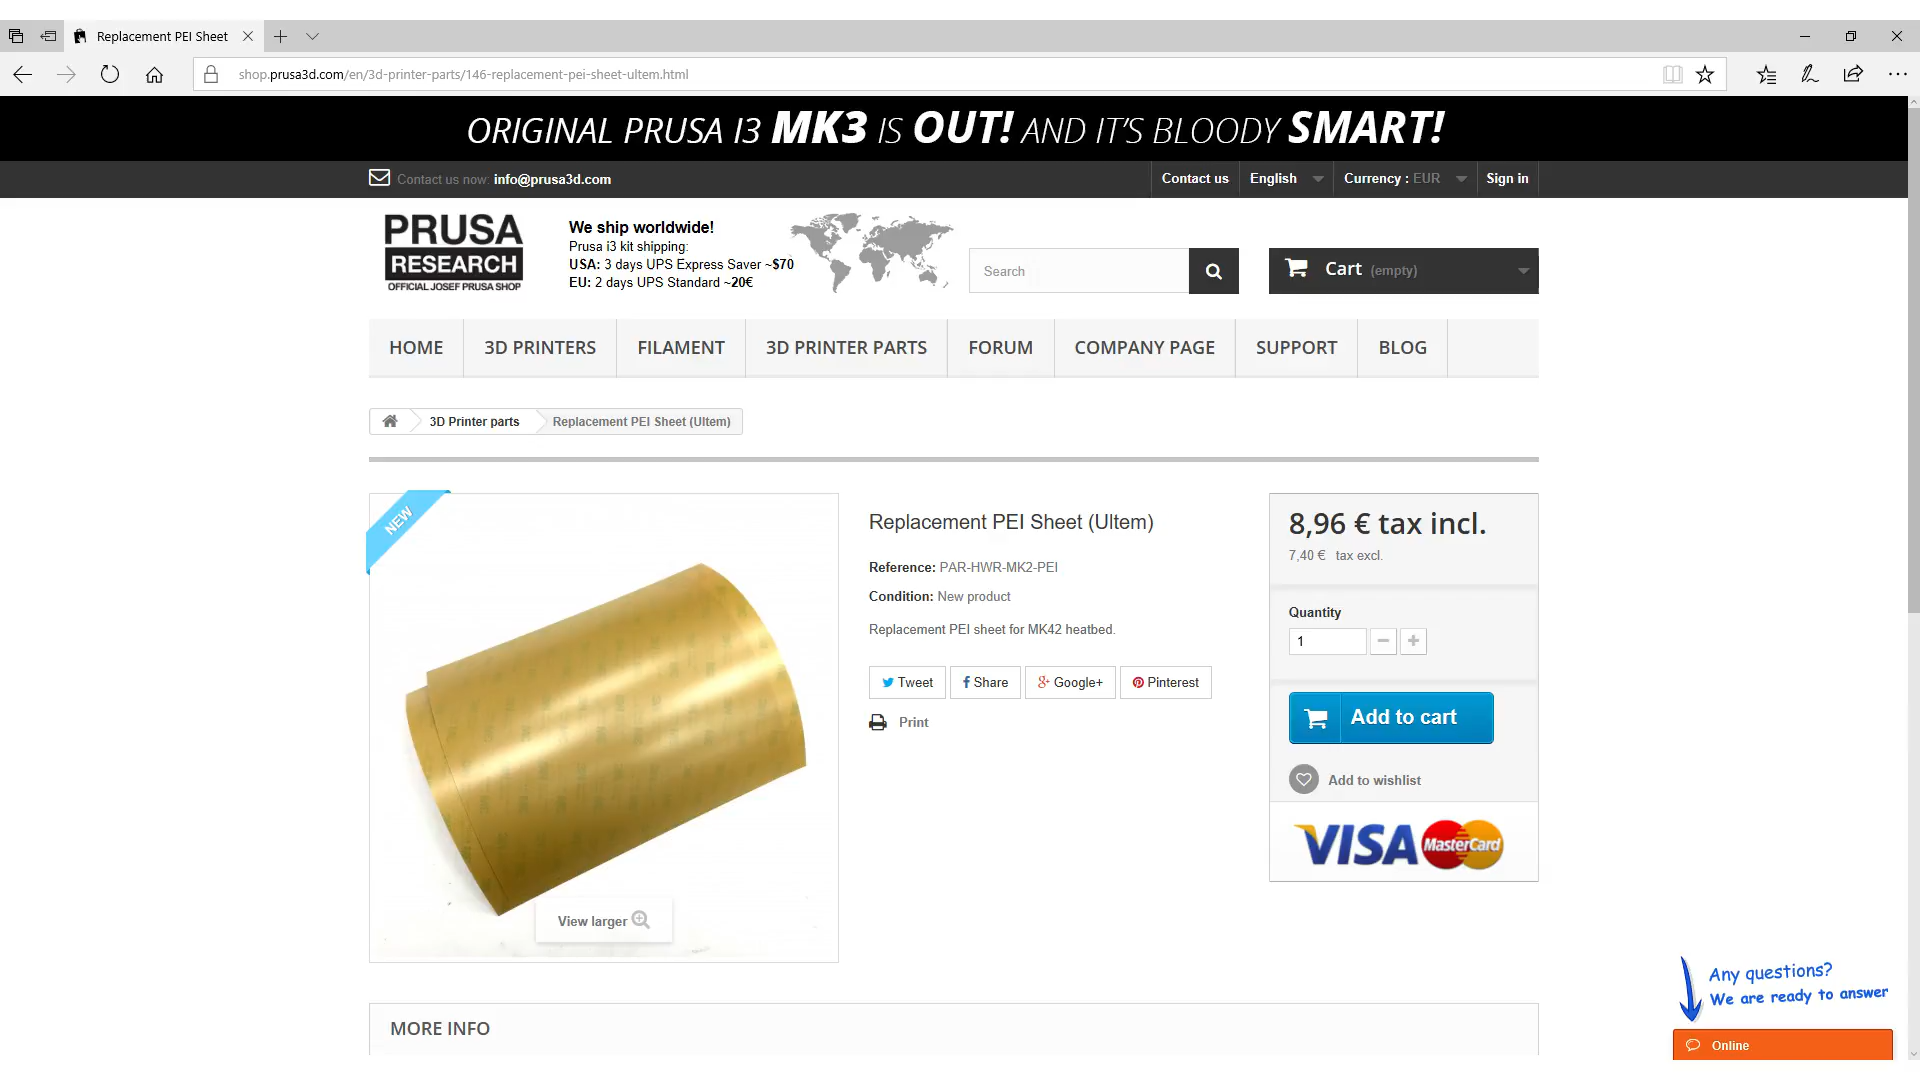 Replacement PEI Sheet
shop.prusa3d.com/en/3d-printer-parts/146-replacement-pei-sheet-ultem.html
ORIGINAL PRUSA I3 MK3 IS OUT! AND IT'S BLOODY SMART!
Contact us now: info@prusa3d.com
Contact us
English
Currency : EUR
Sign in
PRUSA
RESEARCH
OFFICIAL JOSEF PRUSA SHOP
We ship worldwide!
Prusa i3 kit shipping:
USA: 3 days UPS Express Saver ~$70
EU: 2 days UPS Standard ~20€
Search
Cart (empty)
HOME
3D PRINTERS
FILAMENT
3D PRINTER PARTS
FORUM
COMPANY PAGE
SUPPORT
BLOG
3D Printer parts
Replacement PEI Sheet (Ultem)
NEW
View larger
Replacement PEI Sheet (Ultem)
Reference: PAR-HWR-MK2-PEI
Condition: New product
Replacement PEI sheet for MK42 heatbed.
Tweet
Share
Google+
Pinterest
Print
8,96 € tax incl.
7,40 € tax excl.
Quantity
1
Add to cart
Add to wishlist
VISA
MasterCard
MORE INFO
Any questions?
We are ready to answer
Online